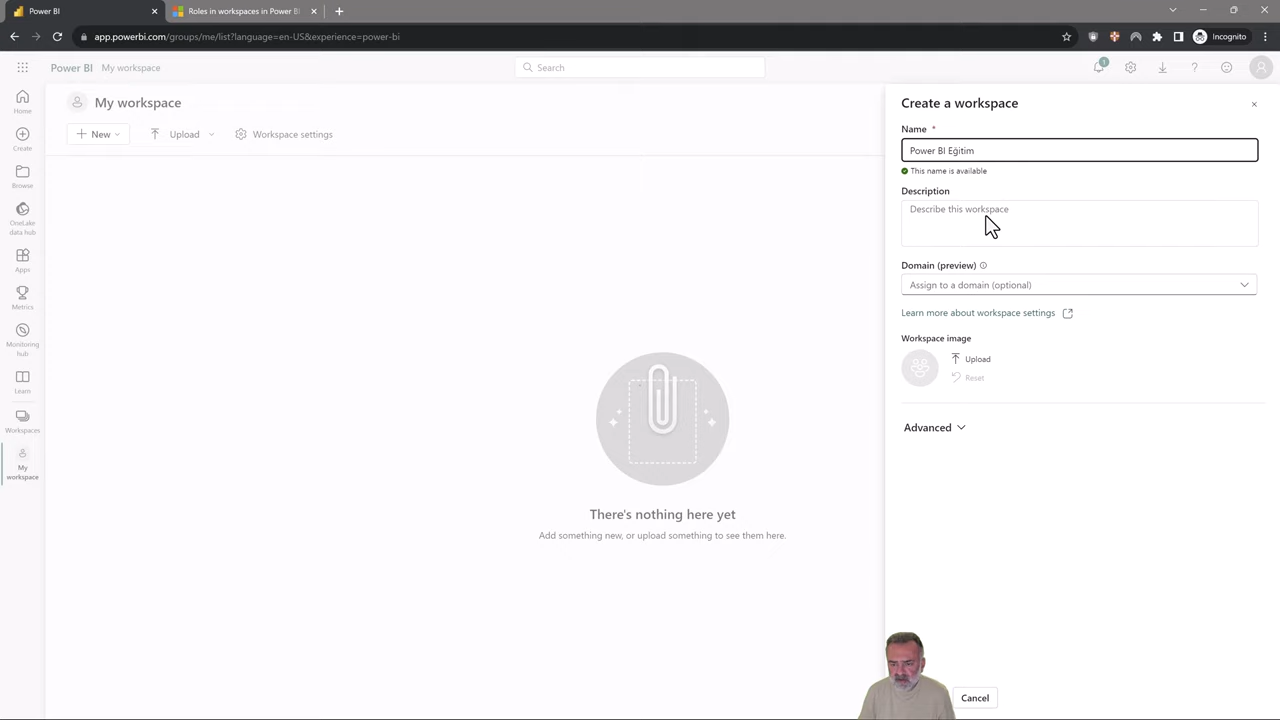 Power BI
Roles in workspaces in Power BI
app.powerbi.com/groups/me/list?language=en-US&experience=power-bi
Incognito
Power BI
My workspace
Search
1
Home
Create
Browse
OneLake
data hub
Apps
Metrics
Monitoring
hub
Learn
Workspaces
My
workspace
My workspace
New
Upload
Workspace settings
There's nothing here yet
Add something new, or upload something to see them here.
Create a workspace
Name *
Power BI Eğitim
This name is available
Description
Describe this workspace
Domain (preview)
Assign to a domain (optional)
Learn more about workspace settings
Workspace image
Upload
Reset
Advanced
Cancel